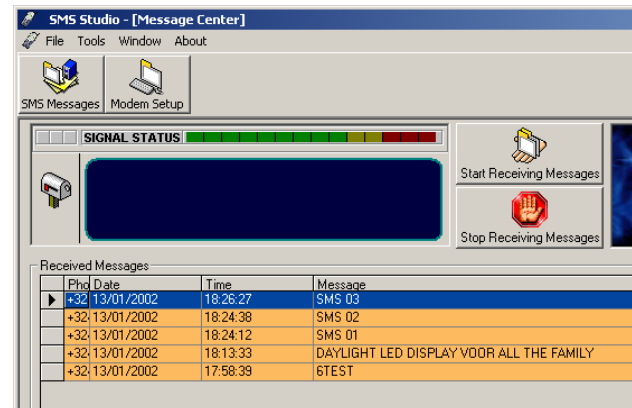 SMS Studio - [Message Center]
File Tools Window About
SMS Messages Modem Setup
SIGNAL STATUS
Start Receiving Messages
Stop Receiving Messages
Received Messages
Pho Date Time Message
+32 13/01/2002 18:26:27 SMS 03
+32 13/01/2002 18:24:38 SMS 02
+32 13/01/2002 18:24:12 SMS 01
+32 13/01/2002 18:13:33 DAYLIGHT LED DISPLAY VOOR ALL THE FAMILY
+32 13/01/2002 17:58:39 6TEST